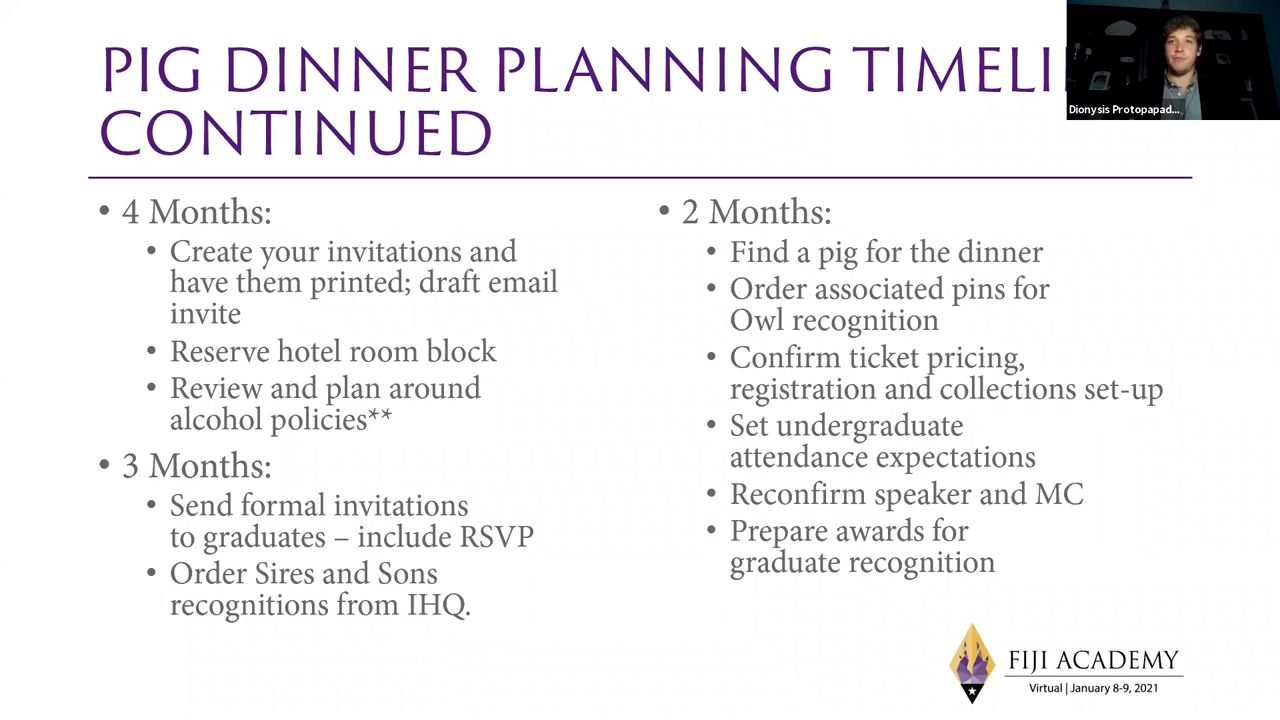 PIG DINNER PLANNING TIMELI
CONTINUED
Dionysis Protopapad...
• 4 Months:
• Create your invitations and
have them printed; draft email
invite
• Reserve hotel room block
• Review and plan around
alcohol policies**
• 3 Months:
• Send formal invitations
to graduates – include RSVP
• Order Sires and Sons
recognitions from IHQ.
• 2 Months:
• Find a pig for the dinner
• Order associated pins for
Owl recognition
• Confirm ticket pricing,
registration and collections set-up
• Set undergraduate
attendance expectations
• Reconfirm speaker and MC
• Prepare awards for
graduate recognition
FIJI ACADEMY
Virtual | January 8-9, 2021